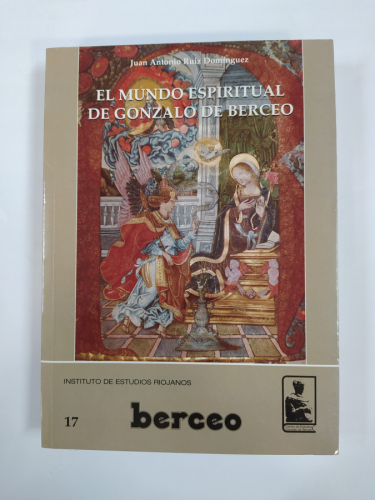 Juan Antonio Ruiz Domínguez
EL MUNDO ESPIRITUAL
DE GONZALO DE BERCEO
INSTITUTO DE ESTUDIOS RIOJANOS
17
berceo